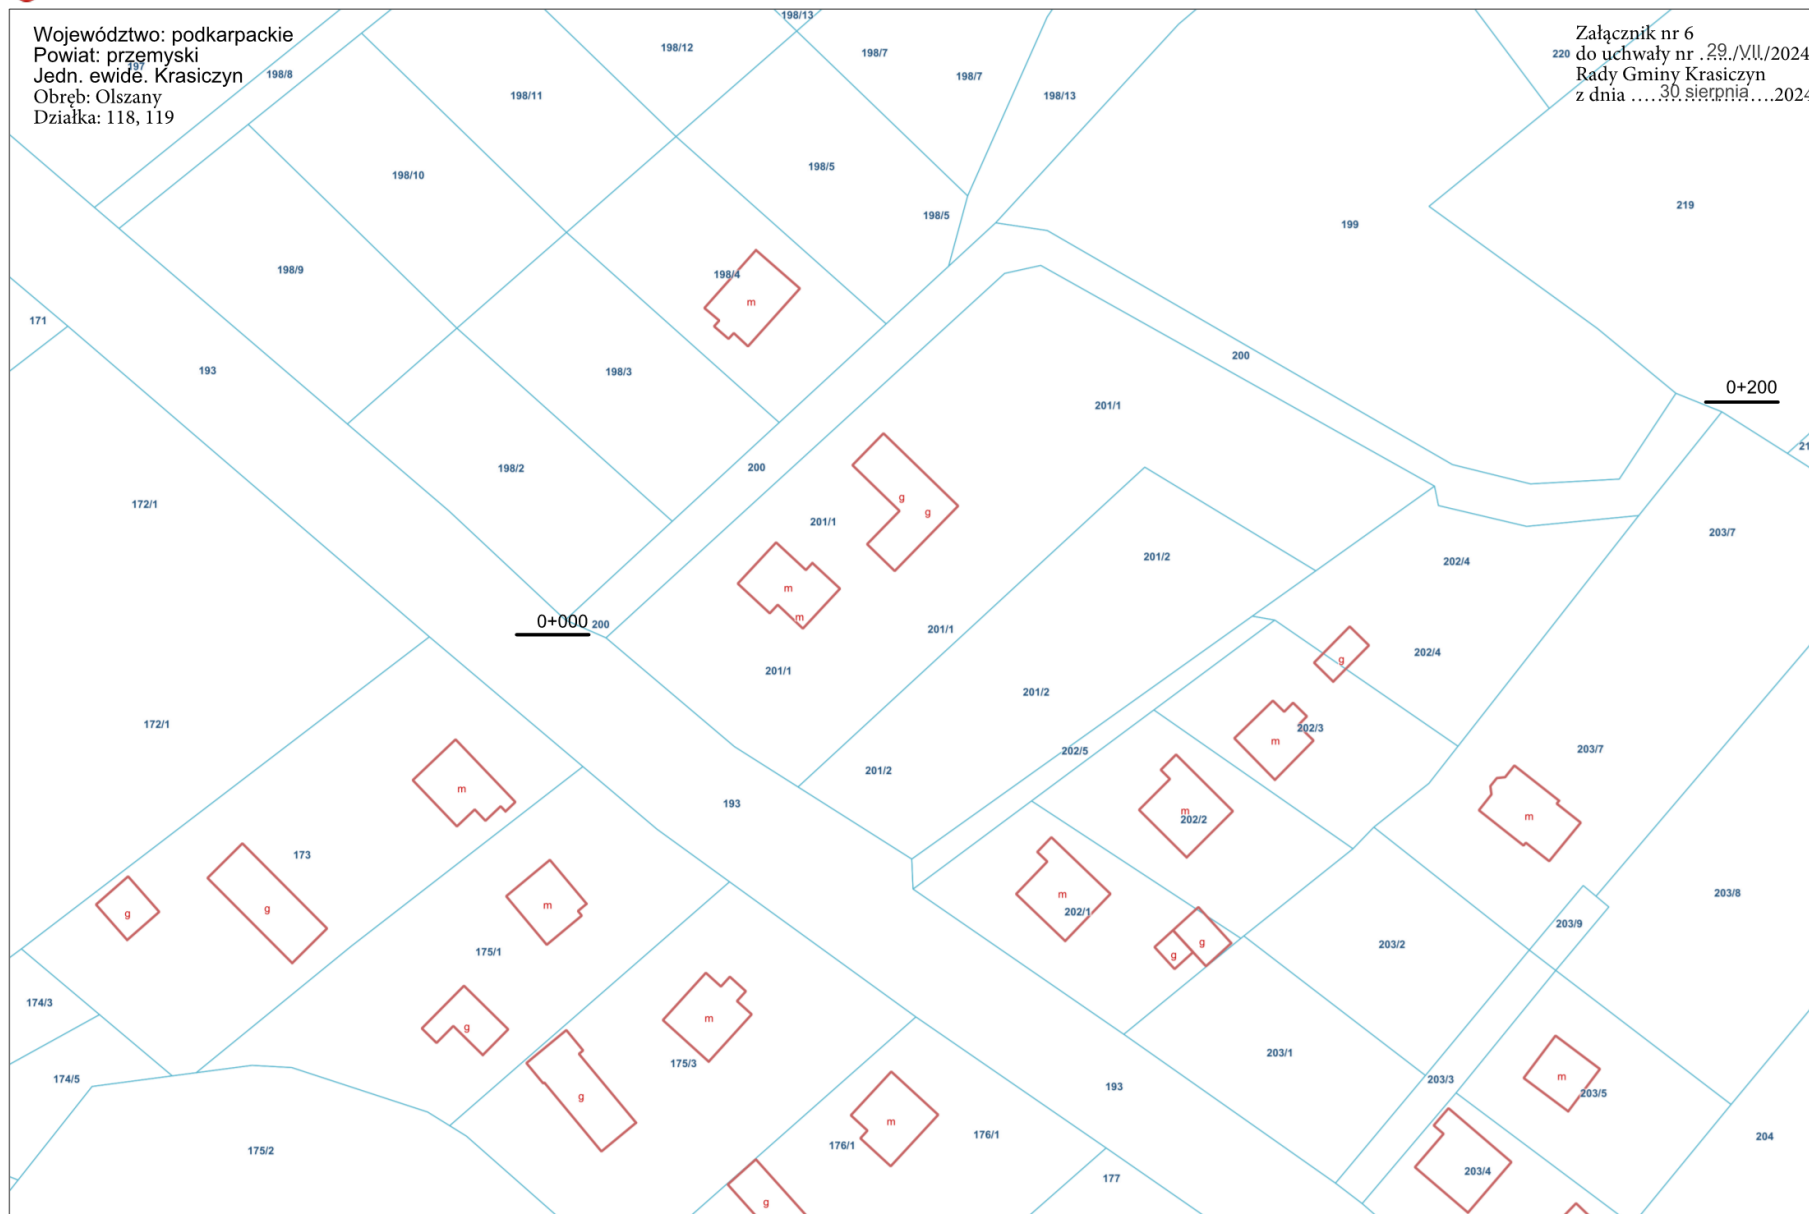 Województwo: podkarpackie
Powiat: przemyski
Jedn. ewide. Krasiczyn
Obręb: Olszany
Działka: 118, 119
Załącznik nr 6
do uchwały nr 29./VII./2024
Rady Gminy Krasiczyn
z dnia 30 sierpnia 2024
198/13
197
198/8
198/12
198/7
198/7
198/13
220
198/11
198/10
198/5
198/5
199
219
198/9
198/4
m
171
193
198/3
200
0+200
201/1
21
198/2
200
172/1
g
g
201/1
203/7
201/2
202/4
m
m
0+000
200
201/1
g
202/4
201/1
201/2
172/1
202/3
m
202/5
203/7
201/2
m
193
m
202/2
m
173
g
g
m
m
202/1
203/8
203/9
175/1
g
g
203/2
174/3
g
m
175/3
203/1
174/5
g
193
203/3
m
203/5
m
176/1
176/1
204
175/2
177
203/4
g